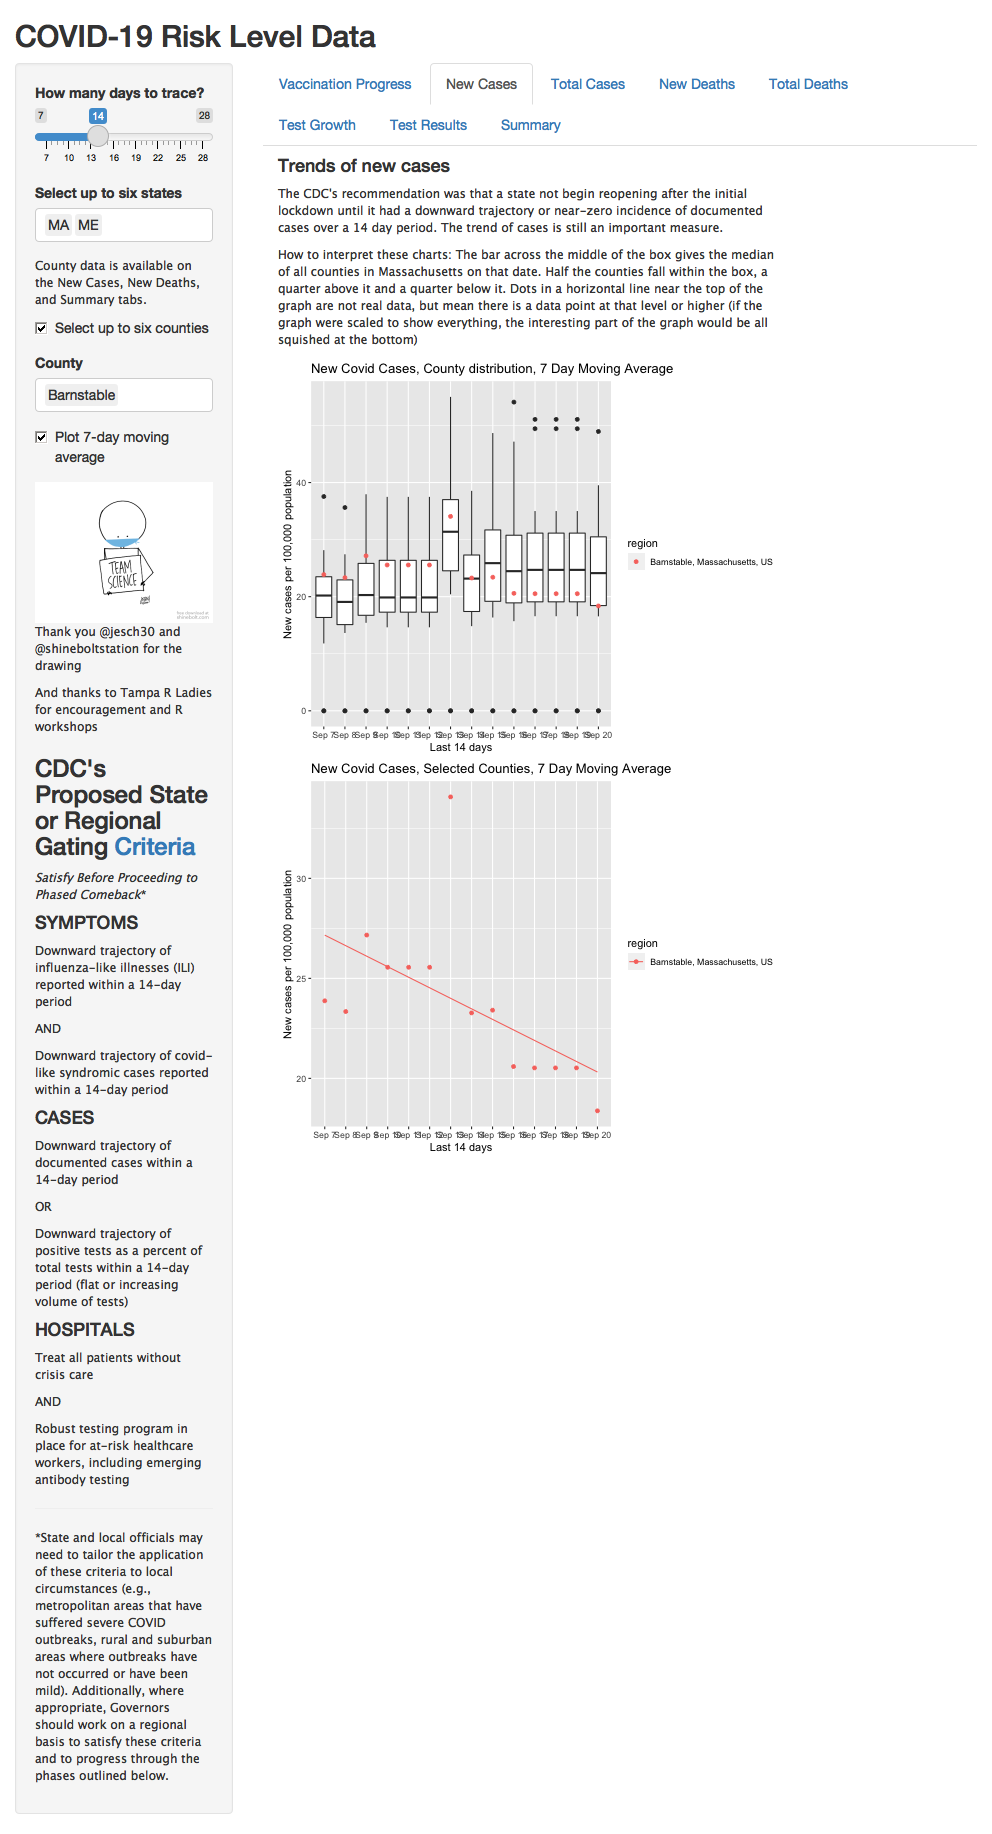 COVID-19 Risk Level Data
How many days to trace?
7 14 28
7 10 13 16 19 22 25 28
Select up to six states
MA ME
County data is available on
the New Cases, New Deaths,
and Summary tabs.
Select up to six counties
County
Barnstable
Plot 7-day moving
average
TEAM
SCIENCE
Thank you @jesch30 and
@shineboltstation for the
drawing
And thanks to Tampa R Ladies
for encouragement and R
workshops
CDC's
Proposed State
or Regional
Gating Criteria
Satisfy Before Proceeding to
Phased Comeback*
SYMPTOMS
Downward trajectory of
influenza-like illnesses (ILI)
reported within a 14-day
period
AND
Downward trajectory of covid-
like syndromic cases reported
within a 14-day period
CASES
Downward trajectory of
documented cases within a
14-day period
OR
Downward trajectory of
positive tests as a percent of
total tests within a 14-day
period (flat or increasing
volume of tests)
HOSPITALS
Treat all patients without
crisis care
AND
Robust testing program in
place for at-risk healthcare
workers, including emerging
antibody testing
*State and local officials may
need to tailor the application
of these criteria to local
circumstances (e.g.,
metropolitan areas that have
suffered severe COVID
outbreaks, rural and suburban
areas where outbreaks have
not occurred or have been
mild). Additionally, where
appropriate, Governors
should work on a regional
basis to satisfy these criteria
and to progress through the
phases outlined below.
Vaccination Progress New Cases Total Cases New Deaths Total Deaths
Test Growth Test Results Summary
Trends of new cases
The CDC's recommendation was that a state not begin reopening after the initial
lockdown until it had a downward trajectory or near-zero incidence of documented
cases over a 14 day period. The trend of cases is still an important measure.
How to interpret these charts: The bar across the middle of the box gives the median
of all counties in Massachusetts on that date. Half the counties fall within the box, a
quarter above it and a quarter below it. Dots in a horizontal line near the top of the
graph are not real data, but mean there is a data point at that level or higher (if the
graph were scaled to show everything, the interesting part of the graph would be all
squished at the bottom)
New Covid Cases, County distribution, 7 Day Moving Average
New cases per 100,000 population
40
20
0
Sep 7 Sep 8 Sep 9 Sep 10 Sep 11 Sep 12 Sep 13 Sep 14 Sep 15 Sep 16 Sep 17 Sep 18 Sep 19 Sep 20
Last 14 days
region
Barnstable, Massachusetts, US
New Covid Cases, Selected Counties, 7 Day Moving Average
New cases per 100,000 population
30
25
20
Sep 7 Sep 8 Sep 9 Sep 10 Sep 11 Sep 12 Sep 13 Sep 14 Sep 15 Sep 16 Sep 17 Sep 18 Sep 19 Sep 20
Last 14 days
region
Barnstable, Massachusetts, US